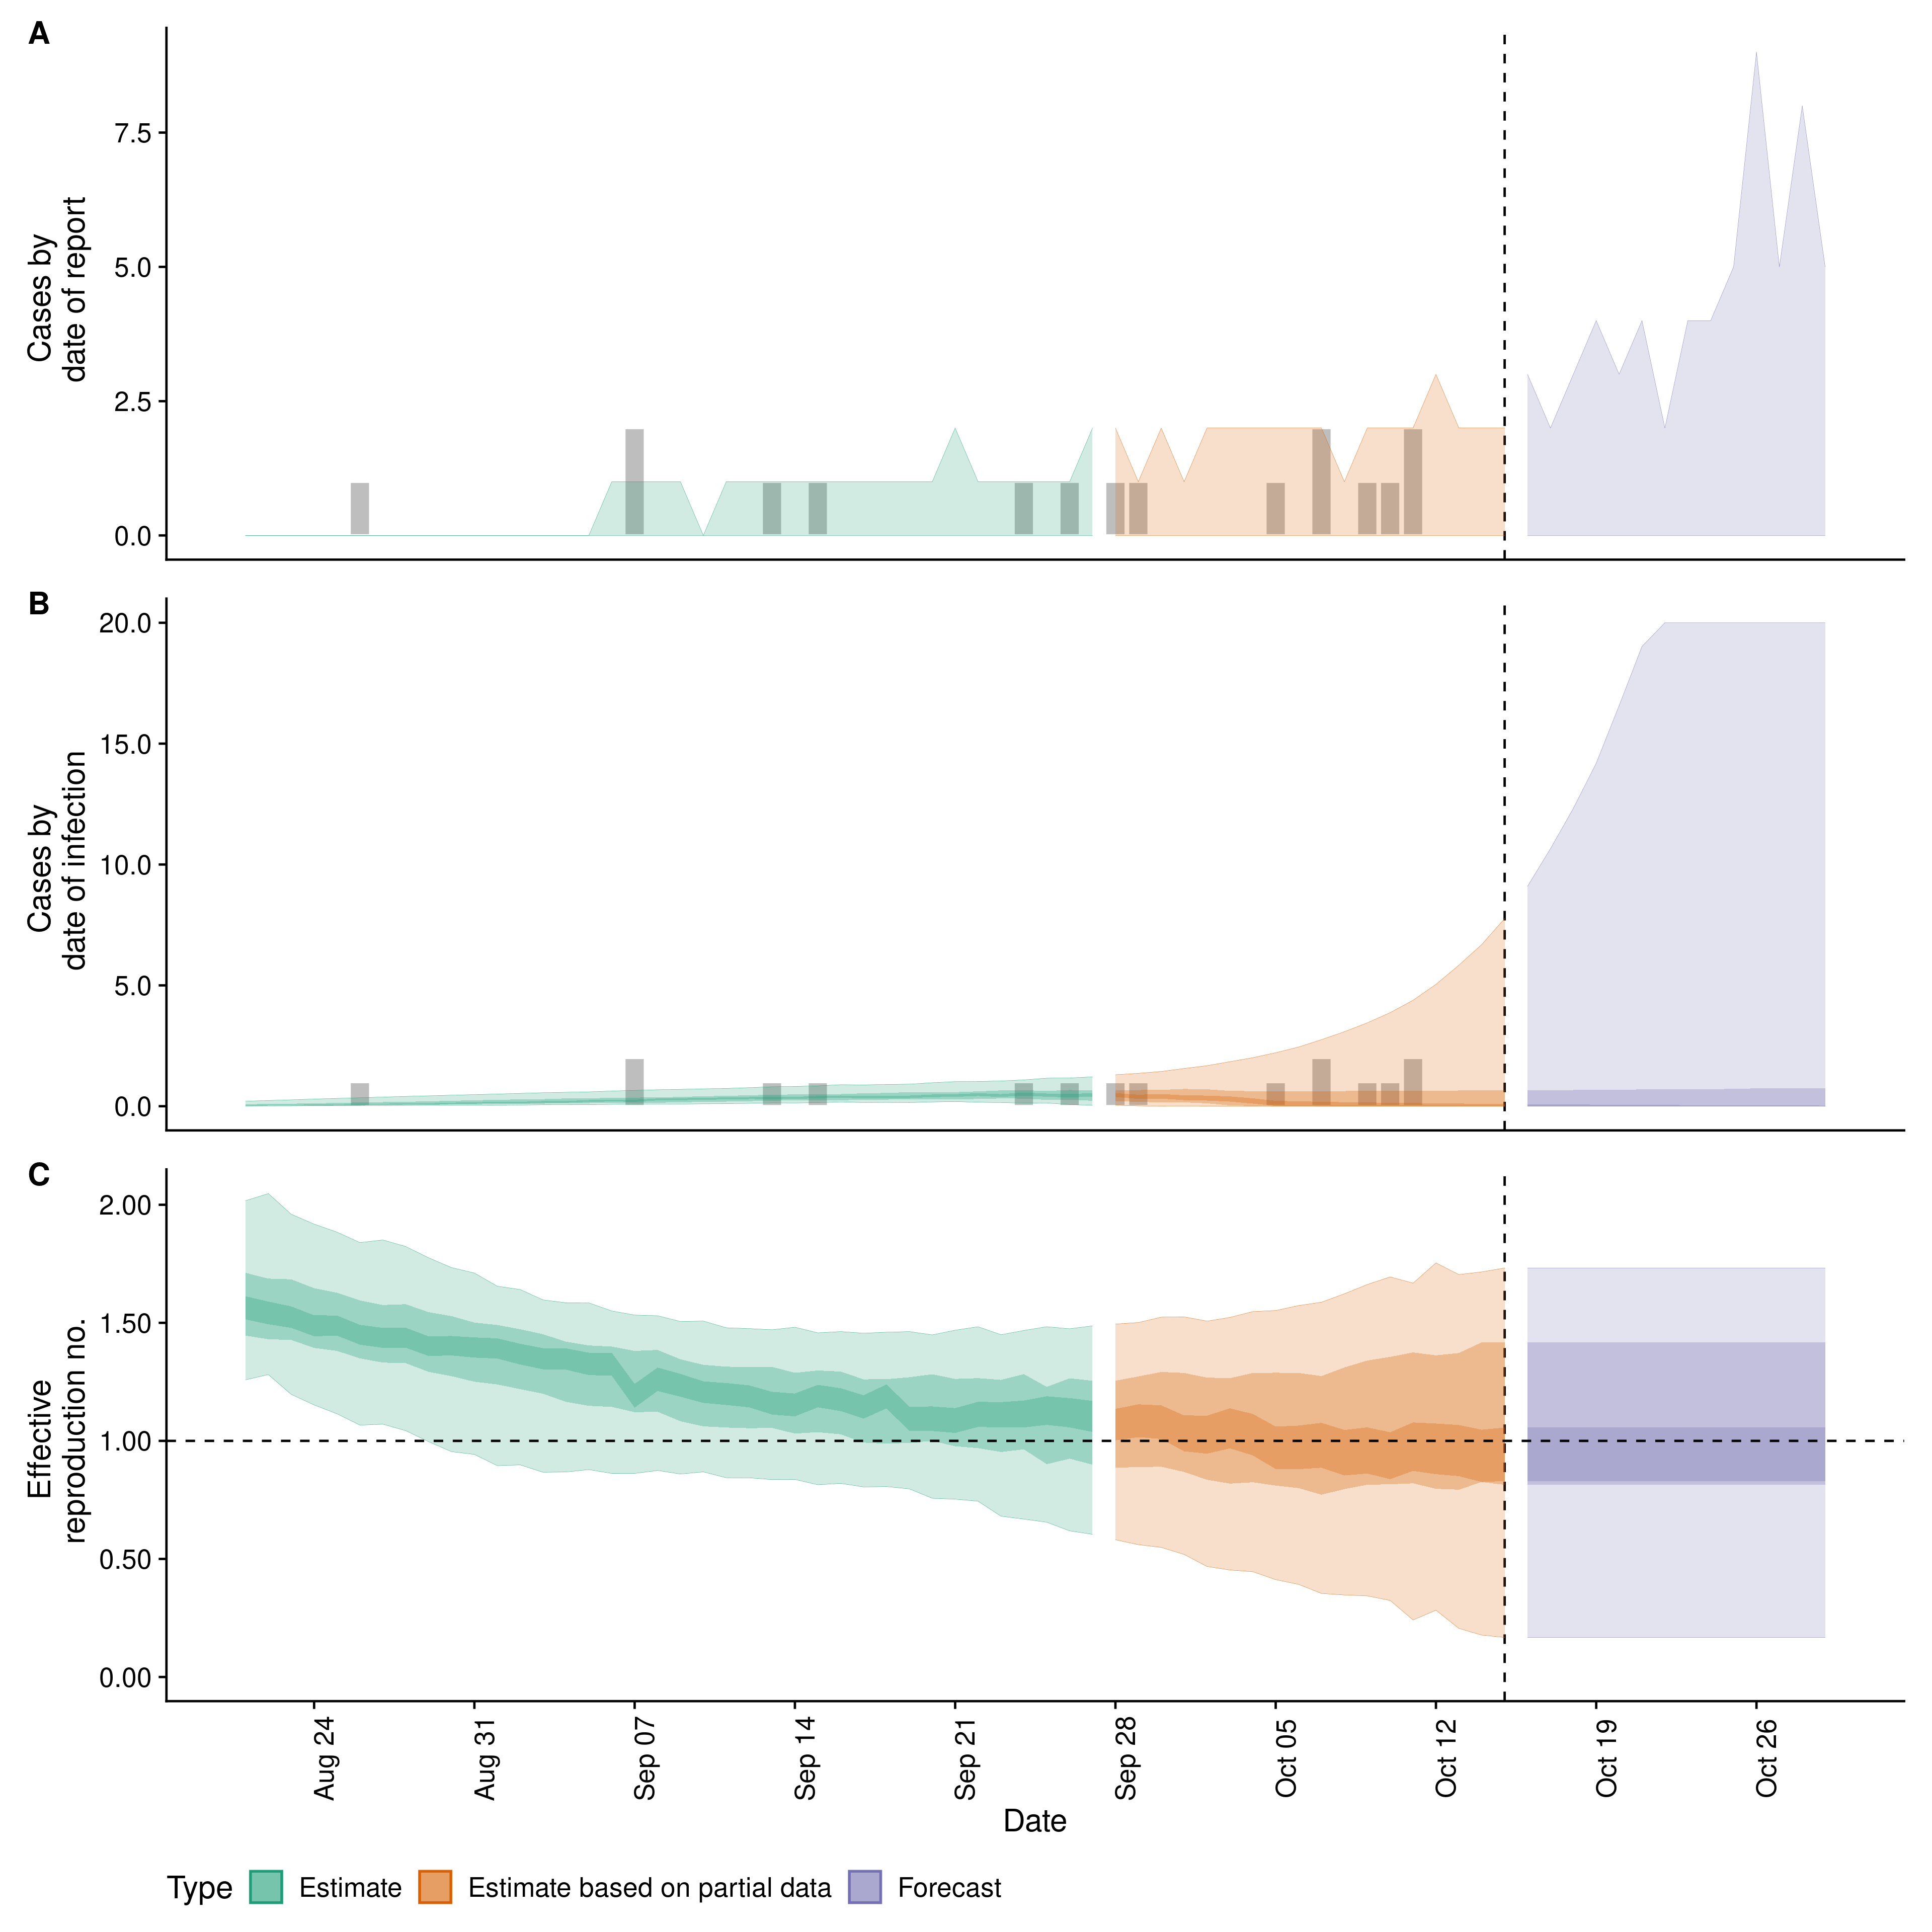 A
Cases by
date of report
7.5
5.0
2.5
0.0
B
Cases by
date of infection
20.0
15.0
10.0
5.0
0.0
C
Effective
reproduction no.
2.00
1.50
1.00
0.50
0.00
Aug 24
Aug 31
Sep 07
Sep 14
Sep 21
Sep 28
Oct 05
Oct 12
Oct 19
Oct 26
Date
Type Estimate Estimate based on partial data Forecast